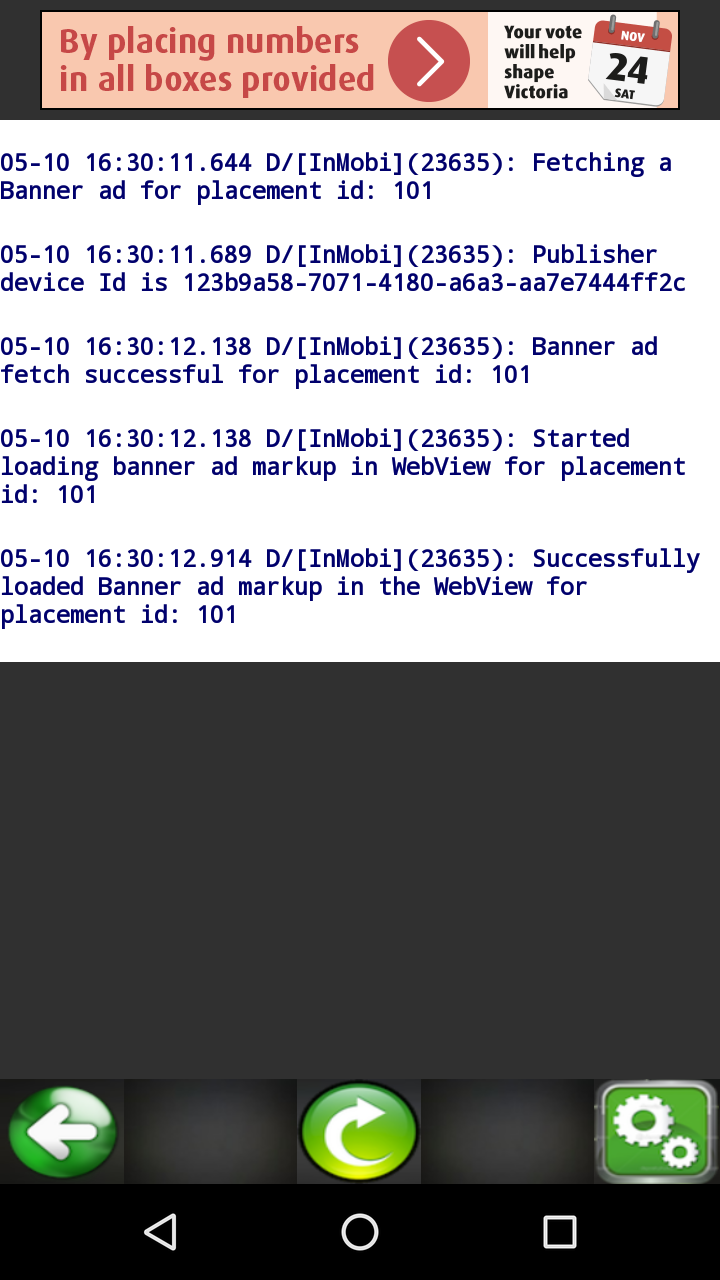 By placing numbers
in all boxes provided
Your vote
will help
shape
Victoria
NOV
24
SAT
05-10 16:30:11.644 D/[InMobi](23635): Fetching a
Banner ad for placement id: 101
05-10 16:30:11.689 D/[InMobi](23635): Publisher
device Id is 123b9a58-7071-4180-a6a3-aa7e7444ff2c
05-10 16:30:12.138 D/[InMobi](23635): Banner ad
fetch successful for placement id: 101
05-10 16:30:12.138 D/[InMobi](23635): Started
loading banner ad markup in WebView for placement
id: 101
05-10 16:30:12.914 D/[InMobi](23635): Successfully
loaded Banner ad markup in the WebView for
placement id: 101